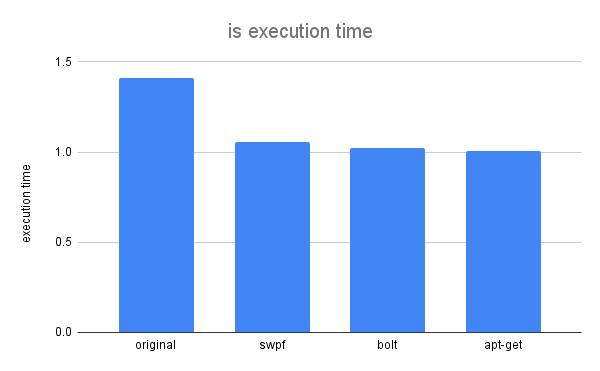 is execution time
execution time
1.5
1.0
0.5
0.0
original swpf bolt apt-get